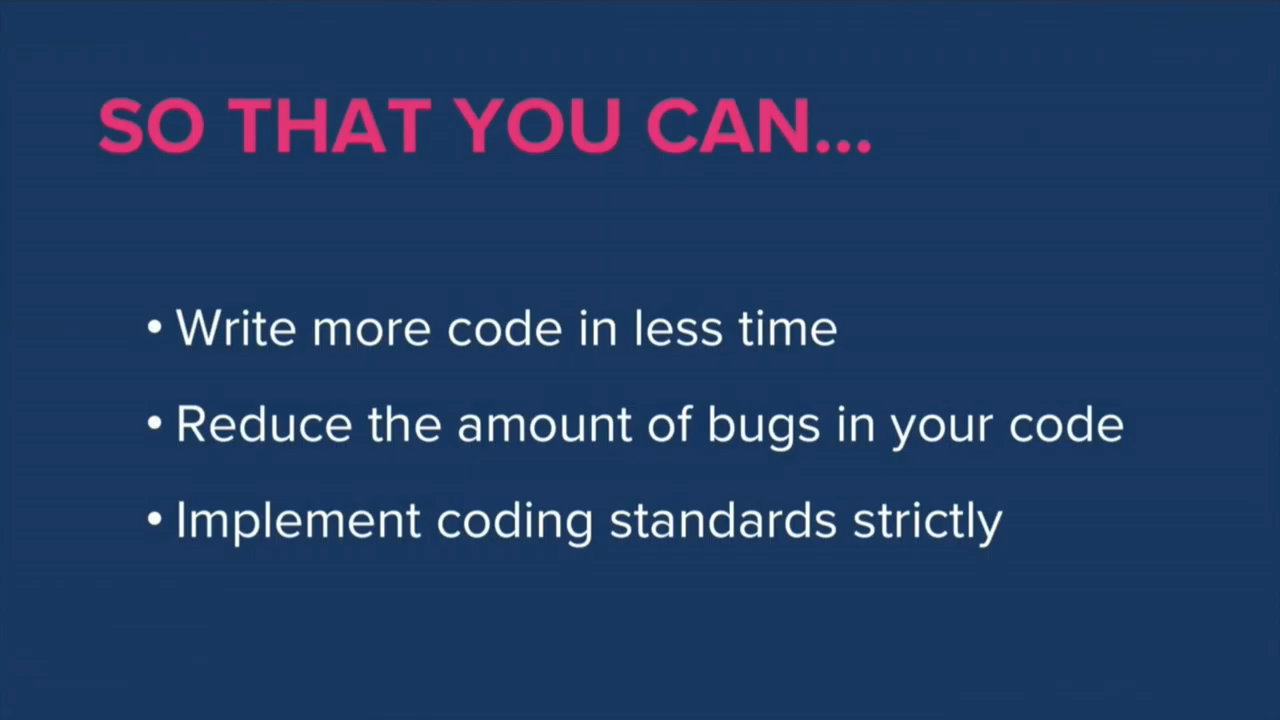 SO THAT YOU CAN...
• Write more code in less time
• Reduce the amount of bugs in your code
• Implement coding standards strictly